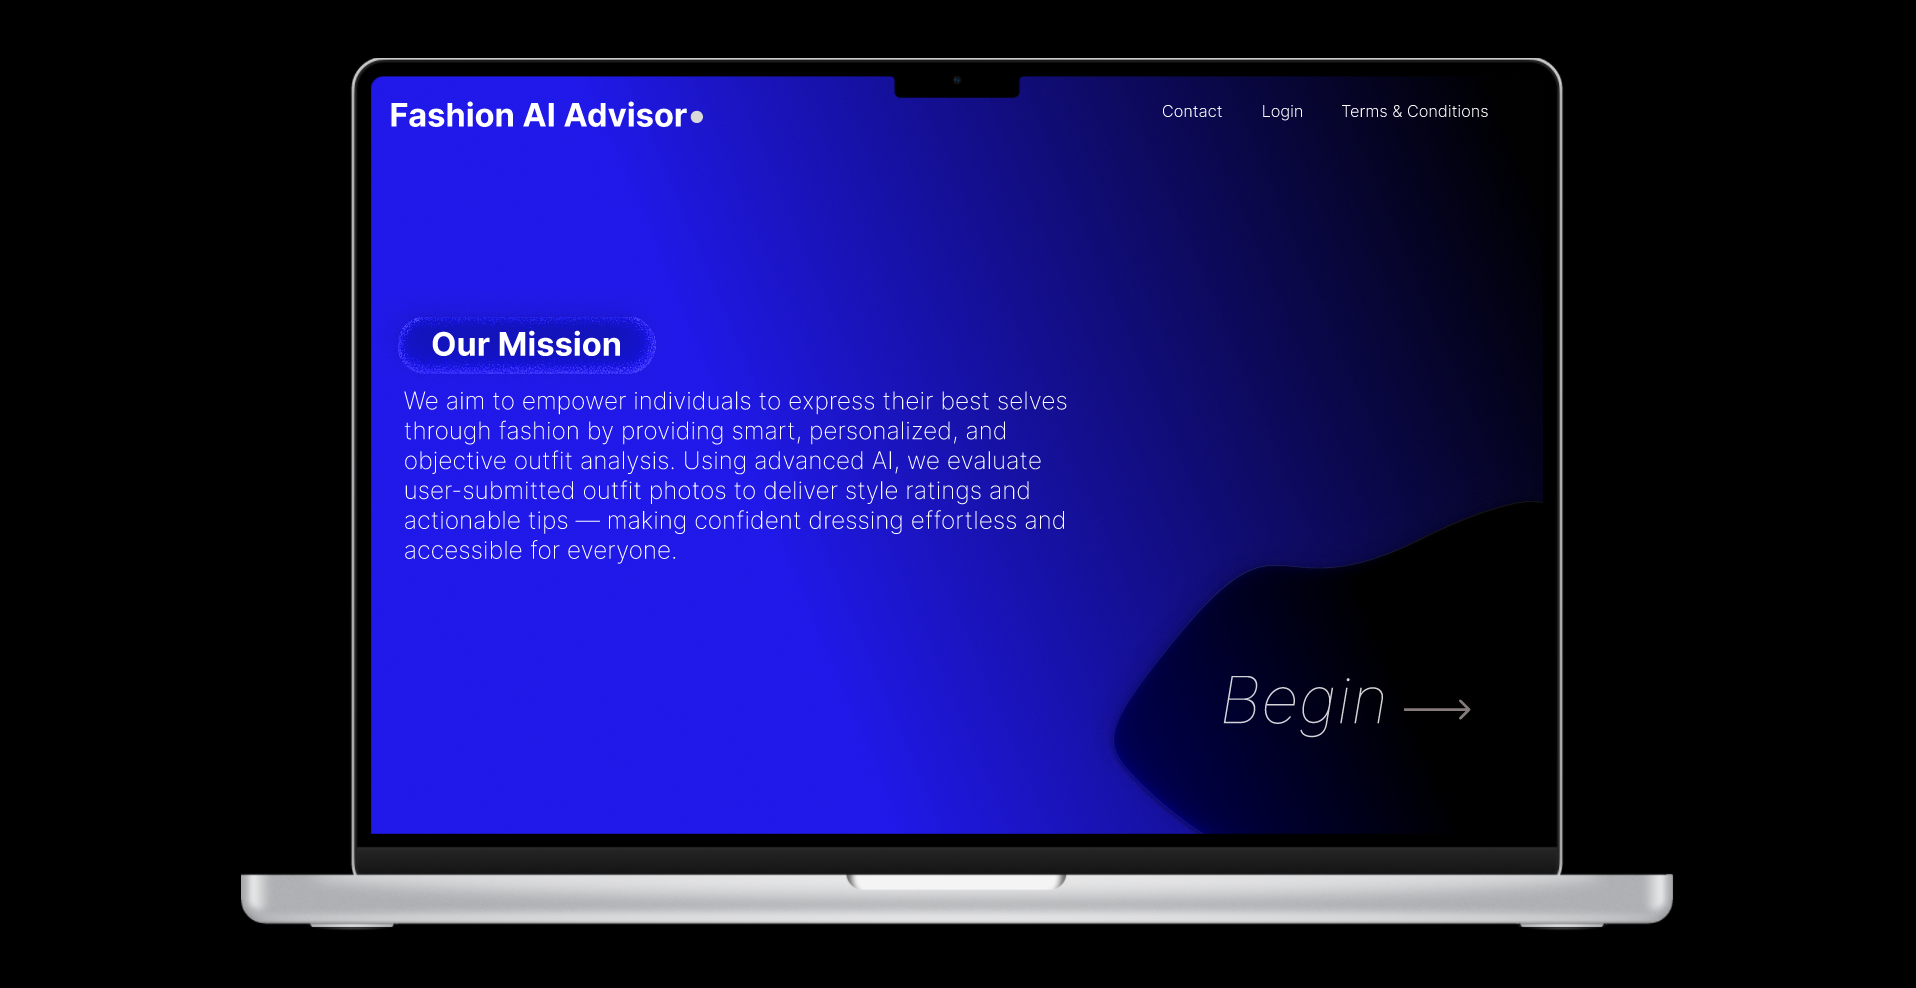 Fashion AI Advisor
Contact Login Terms & Conditions
Our Mission
We aim to empower individuals to express their best selves
through fashion by providing smart, personalized, and
objective outfit analysis. Using advanced AI, we evaluate
user-submitted outfit photos to deliver style ratings and
actionable tips — making confident dressing effortless and
accessible for everyone.
Begin